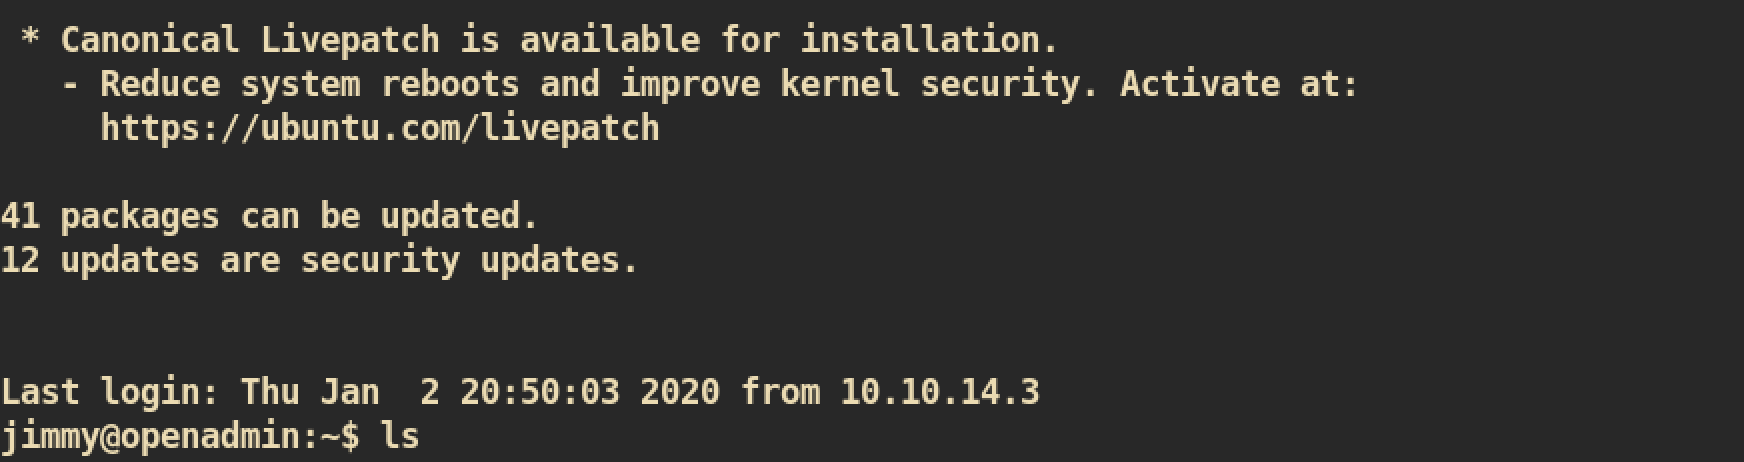 * Canonical Livepatch is available for installation.
   - Reduce system reboots and improve kernel security. Activate at:
     https://ubuntu.com/livepatch

41 packages can be updated.
12 updates are security updates.


Last login: Thu Jan  2 20:50:03 2020 from 10.10.14.3
jimmy@openadmin:~$ ls